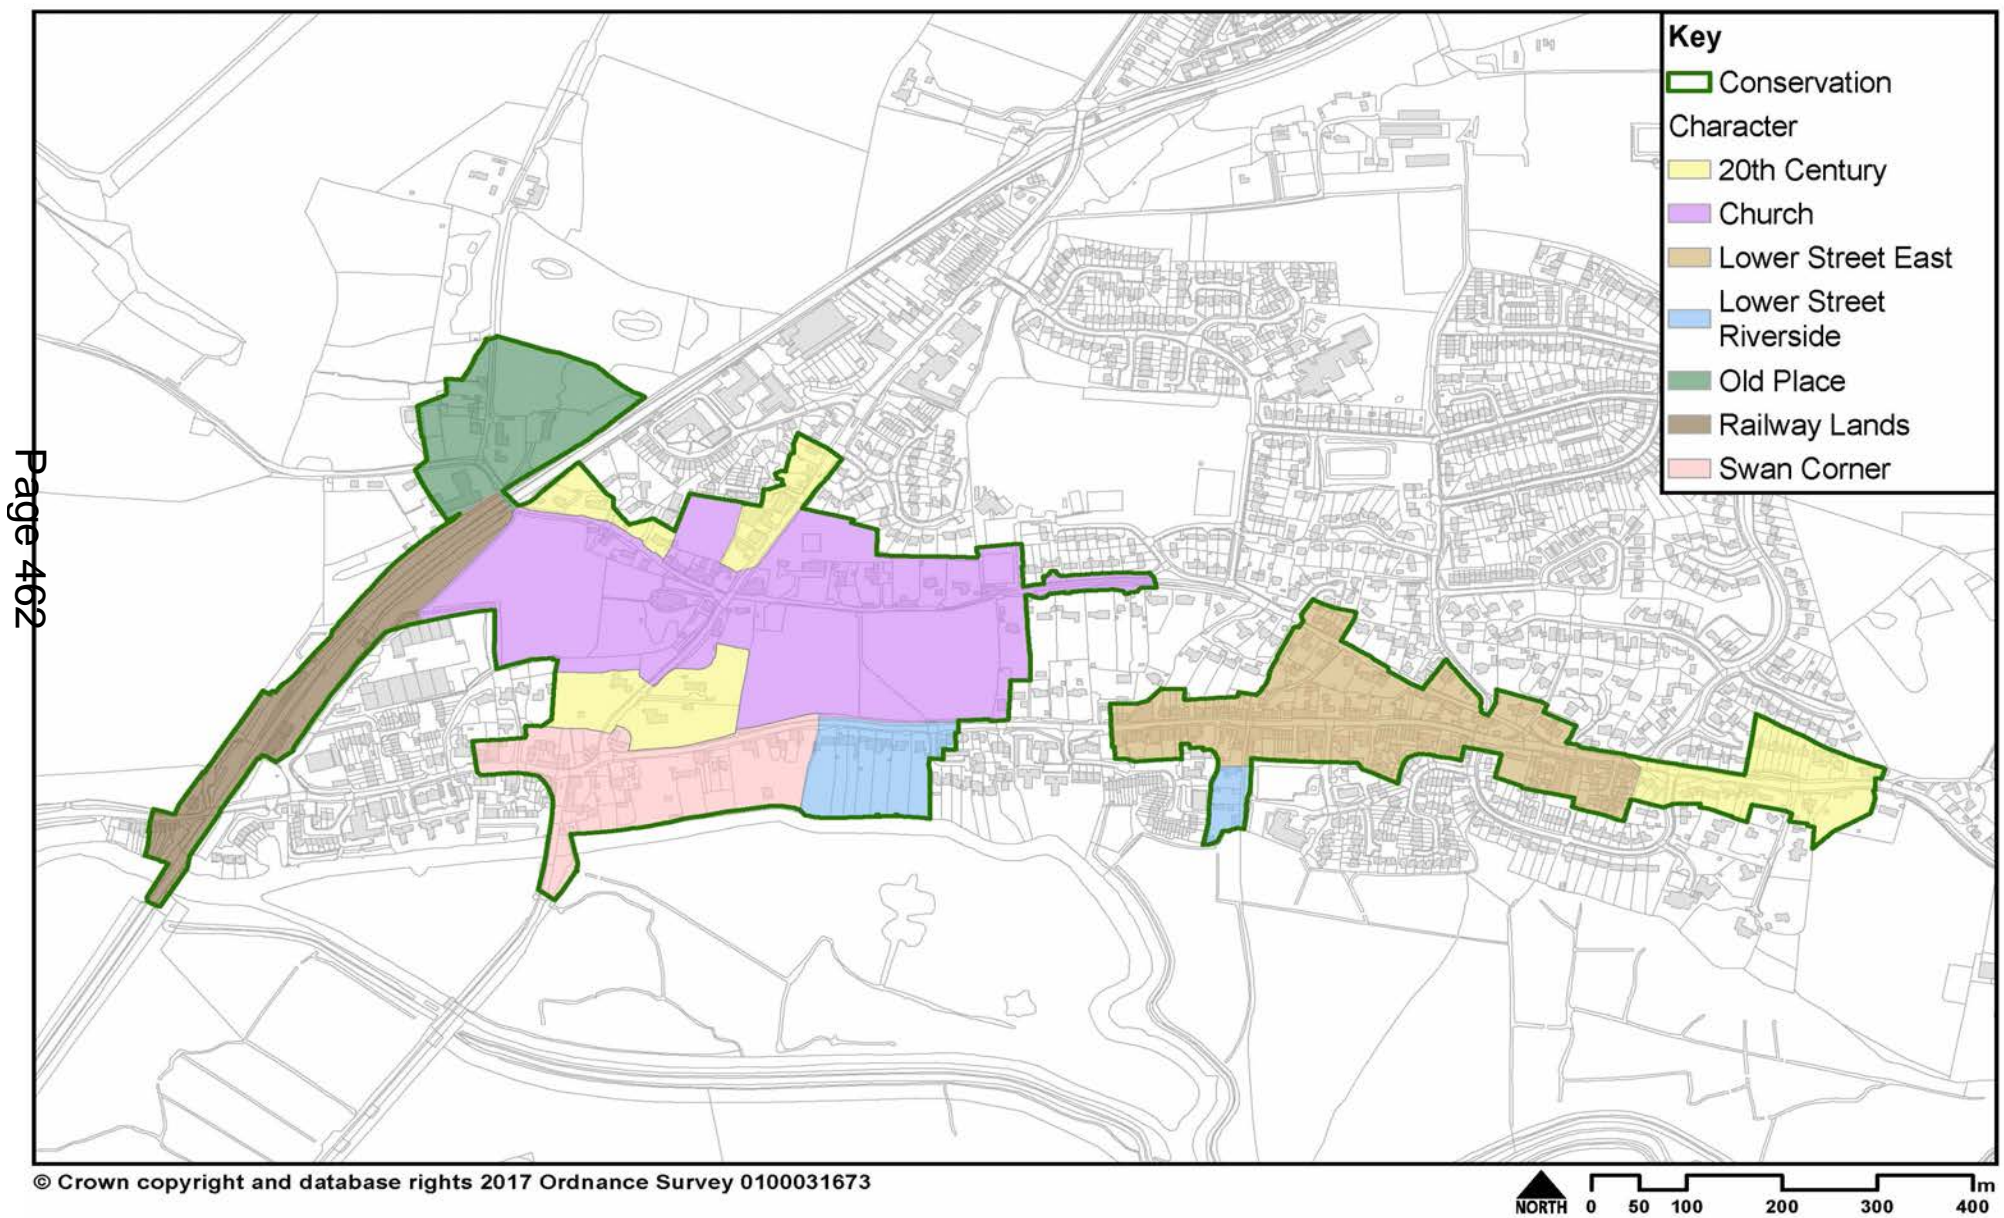 Key
Conservation
Character
20th Century
Church
Lower Street East
Lower Street
Riverside
Old Place
Railway Lands
Swan Corner
Page 462
© Crown copyright and database rights 2017 Ordnance Survey 0100031673
NORTH 0 50 100 200 300 400 m